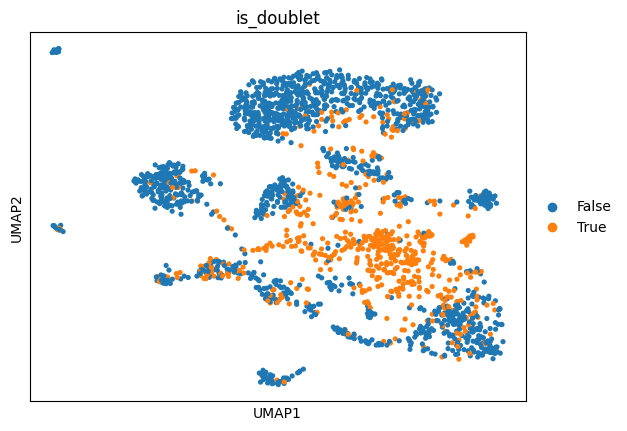 is_doublet
UMAP2
False
True
UMAP1